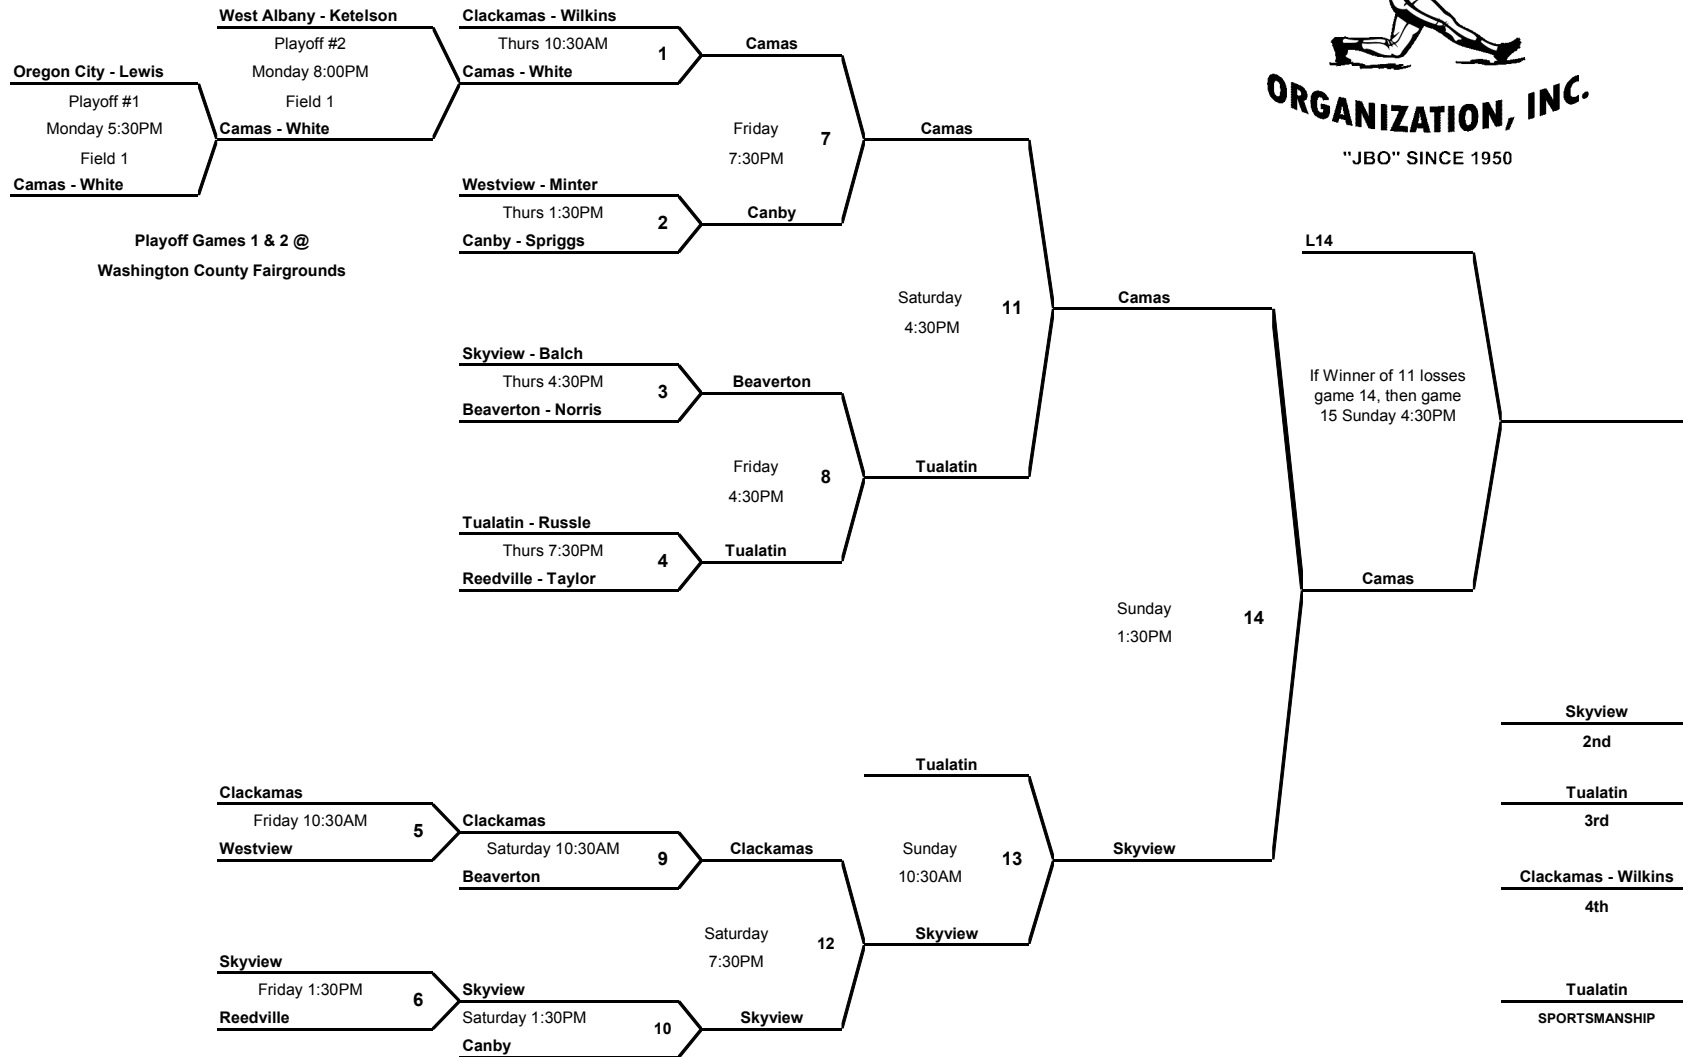 West Albany - Ketelson
Clackamas - Wilkins
Playoff #2
Thurs 10:30AM
1
Camas
Oregon City - Lewis
Monday 8:00PM
Camas - White
Playoff #1
Field 1
Monday 5:30PM
Camas - White
Friday
7
Camas
Field 1
7:30PM
Camas - White
Westview - Minter
Thurs 1:30PM
2
Canby
Playoff Games 1 & 2 @
Canby - Spriggs
Washington County Fairgrounds
ORGANIZATION, INC.
"JBO" SINCE 1950
L14
Saturday
11
Camas
4:30PM
Skyview - Balch
Thurs 4:30PM
3
Beaverton
Beaverton - Norris
If Winner of 11 losses
game 14, then game
15 Sunday 4:30PM
Friday
8
Tualatin
4:30PM
Tualatin - Russle
Thurs 7:30PM
4
Tualatin
Reedville - Taylor
Camas
Sunday
14
1:30PM
Skyview
2nd
Tualatin
Clackamas
Tualatin
3rd
Friday 10:30AM
5
Clackamas
Westview
Saturday 10:30AM
9
Clackamas
Sunday
13
Skyview
Beaverton
10:30AM
Clackamas - Wilkins
4th
Saturday
12
Skyview
7:30PM
Skyview
Friday 1:30PM
6
Skyview
Reedville
Saturday 1:30PM
10
Skyview
Canby
Tualatin
SPORTSMANSHIP